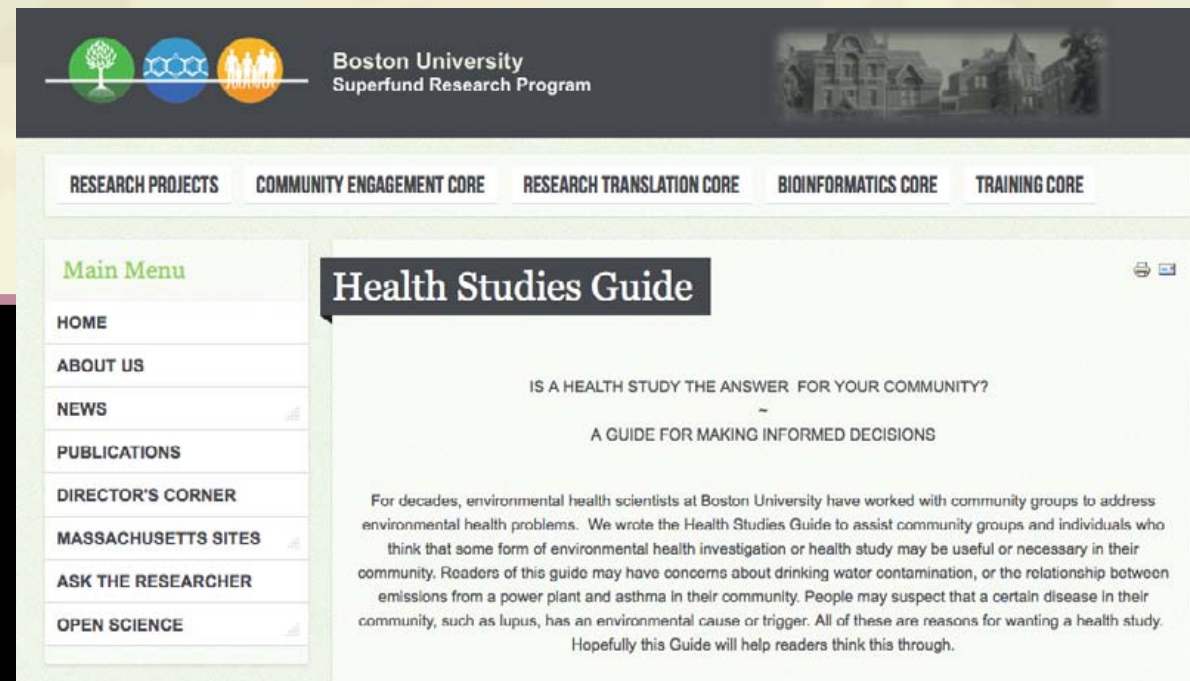 Boston University
Superfund Research Program
RESEARCH PROJECTS COMMUNITY ENGAGEMENT CORE RESEARCH TRANSLATION CORE BIOINFORMATICS CORE TRAINING CORE
Main Menu
HOME
ABOUT US
NEWS
PUBLICATIONS
DIRECTOR'S CORNER
MASSACHUSETTS SITES
ASK THE RESEARCHER
OPEN SCIENCE
Health Studies Guide
IS A HEALTH STUDY THE ANSWER FOR YOUR COMMUNITY?
~
A GUIDE FOR MAKING INFORMED DECISIONS
For decades, environmental health scientists at Boston University have worked with community groups to address
environmental health problems. We wrote the Health Studies Guide to assist community groups and individuals who
think that some form of environmental health investigation or health study may be useful or necessary in their
community. Readers of this guide may have concerns about drinking water contamination, or the relationship between
emissions from a power plant and asthma in their community. People may suspect that a certain disease in their
community, such as lupus, has an environmental cause or trigger. All of these are reasons for wanting a health study.
Hopefully this Guide will help readers think this through.